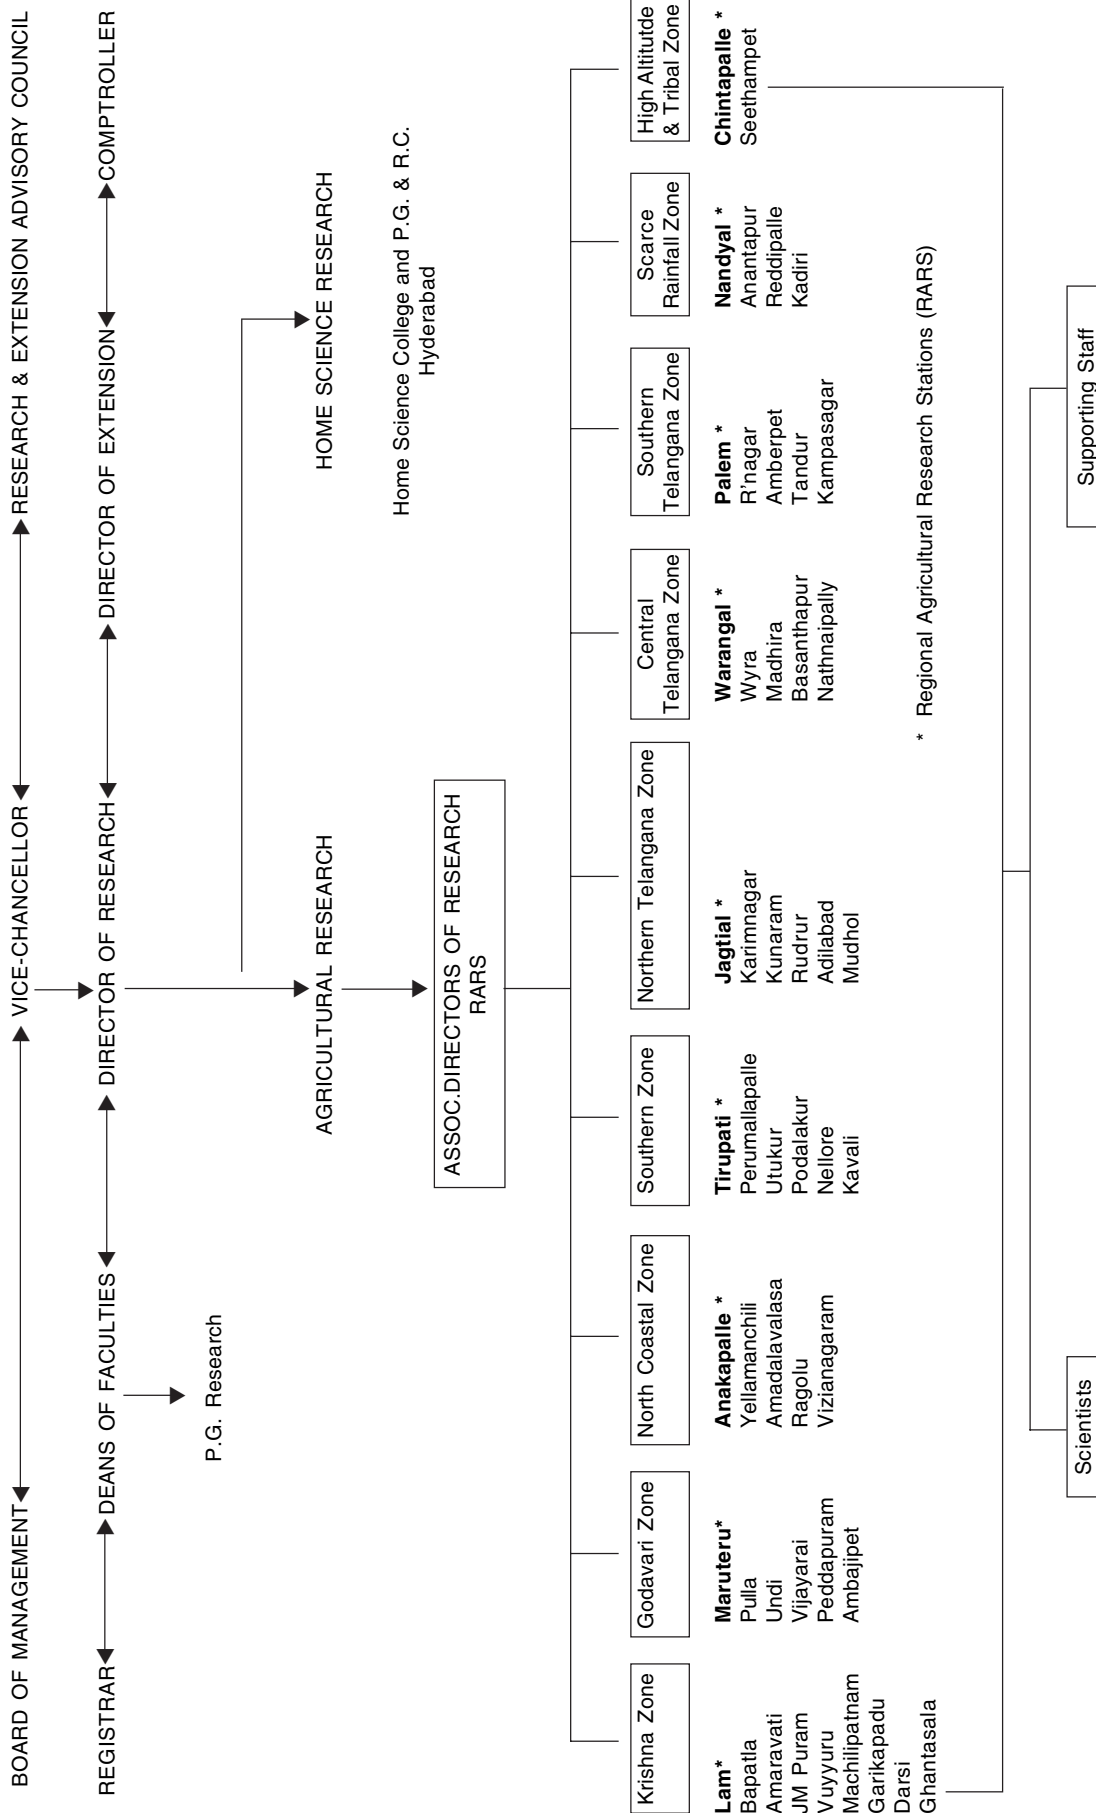 BOARD OF MANAGEMENT
VICE-CHANCELLOR
RESEARCH & EXTENSION ADVISORY COUNCIL
REGISTRAR
DEANS OF FACULTIES
DIRECTOR OF RESEARCH
DIRECTOR OF EXTENSION
COMPTROLLER
P.G. Research
AGRICULTURAL RESEARCH
HOME SCIENCE RESEARCH
Home Science College and P.G. & R.C.
Hyderabad
ASSOC.DIRECTORS OF RESEARCH
RARS
Krishna Zone
Lam*
Bapatla
Amaravati
JM Puram
Vuyyuru
Machilipatnam
Garikapadu
Darsi
Ghantasala
Godavari Zone
Maruteru*
Pulla
Undi
Vijayarai
Peddapuram
Ambajipet
North Coastal Zone
Anakapalle *
Yellamanchili
Amadalavalasa
Ragolu
Vizianagaram
Southern Zone
Tirupati *
Perumallapalle
Utukur
Podalakur
Nellore
Kavali
Northern Telangana Zone
Jagtial *
Karimnagar
Kunaram
Rudrur
Adilabad
Mudhol
Central
Telangana Zone
Warangal *
Wyra
Madhira
Basanthapur
Nathnaipally
Southern
Telangana Zone
Palem *
R'nagar
Amberpet
Tandur
Kampasagar
Scarce
Rainfall Zone
Nandyal *
Anantapur
Reddipalle
Kadiri
High Altitutde
& Tribal Zone
Chintapalle *
Seethampet
* Regional Agricultural Research Stations (RARS)
Scientists
Supporting Staff